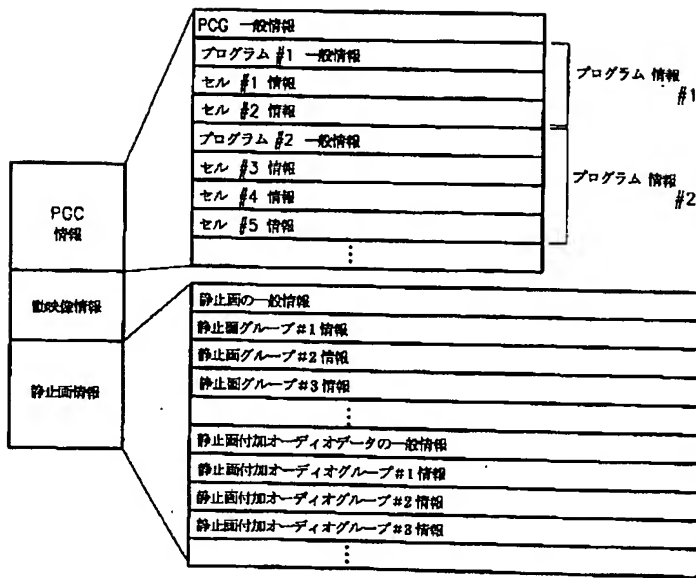 PCG 一般情報
プログラム #1 一般情報
セル #1 情報
セル #2 情報
プログラム #2 一般情報
セル #3 情報
セル #4 情報
セル #5 情報
⋮
プログラム 情報
#1
プログラム 情報
#2
PGC
情報
動映像情報
静止画情報
静止画の一般情報
静止画グループ#1情報
静止画グループ#2情報
静止画グループ#3情報
⋮
静止画付加オーディオデータの一般情報
静止画付加オーディオグループ#1情報
静止画付加オーディオグループ#2情報
静止画付加オーディオグループ#3情報
⋮